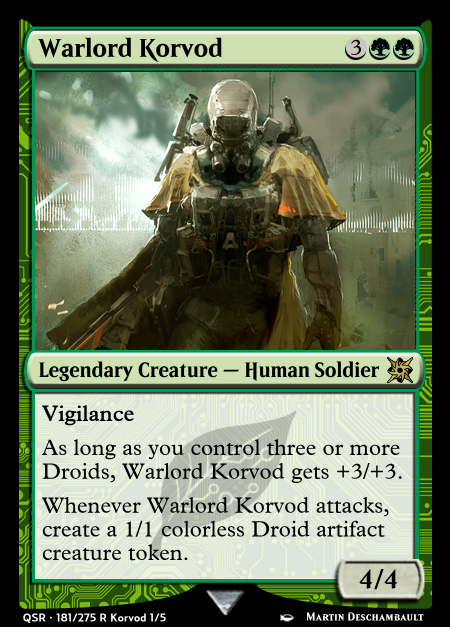 Warlord Korvod 3
Legendary Creature — Human Soldier
Vigilance
As long as you control three or more
Droids, Warlord Korvod gets +3/+3.
Whenever Warlord Korvod attacks,
create a 1/1 colorless Droid artifact
creature token.
4/4
QSR · 181/275 R Korvod 1/5 Martin Deschambault